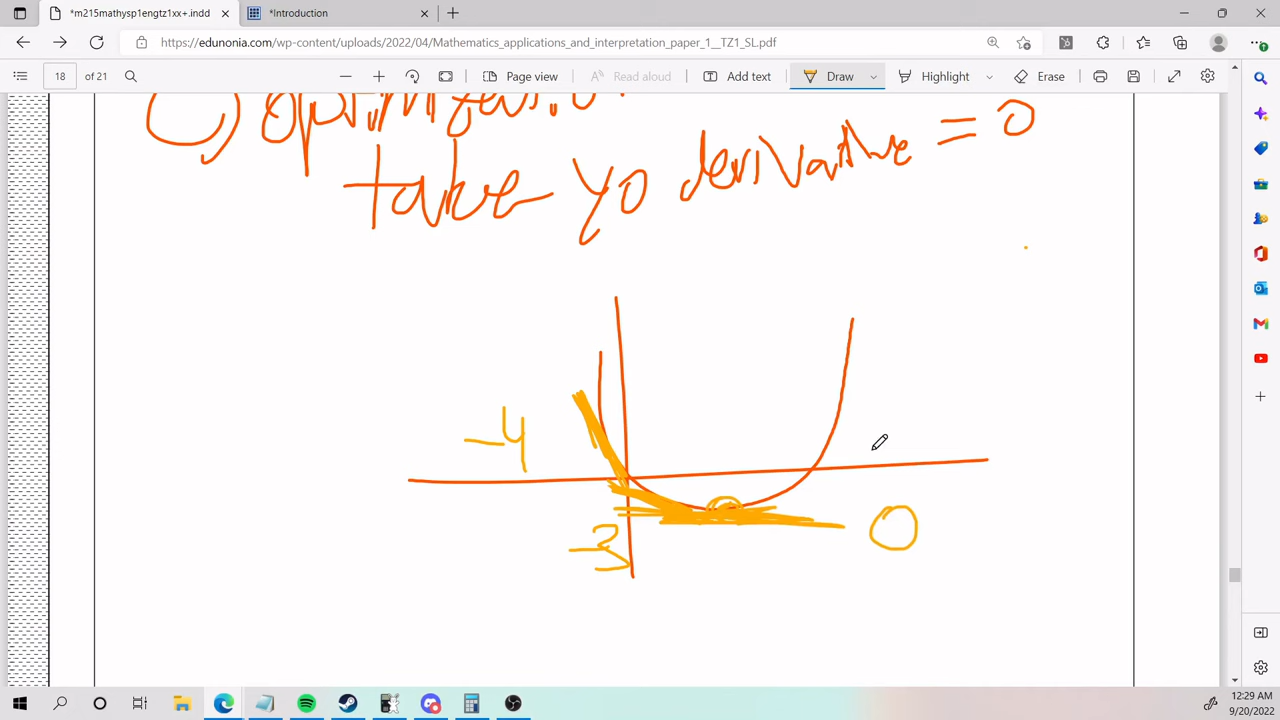 *m215mathysp1engtz1xx+.indd
*Introduction
https://edunonia.com/wp-content/uploads/2022/04/Mathematics_applications_and_interpretation_paper_1__TZ1_SL.pdf
18 of 21
Page view
Read aloud
Add text
Draw
Highlight
Erase
take yo derivative = 0
-4
-3
0
12:29 AM
9/20/2022